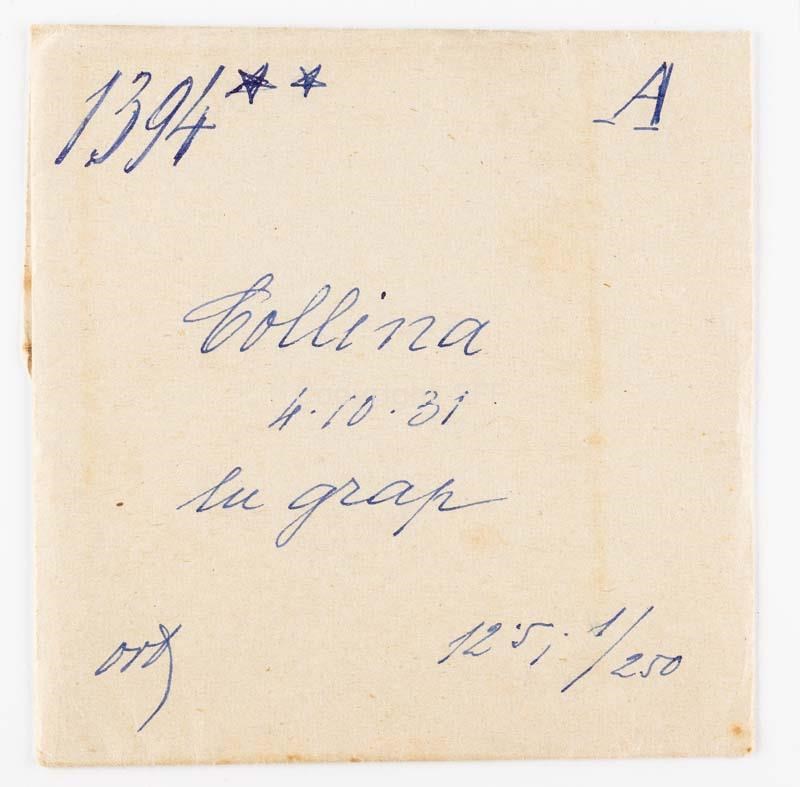 1394** A
Collina
4.10.31
lu grap
ort
12.5; 1/250